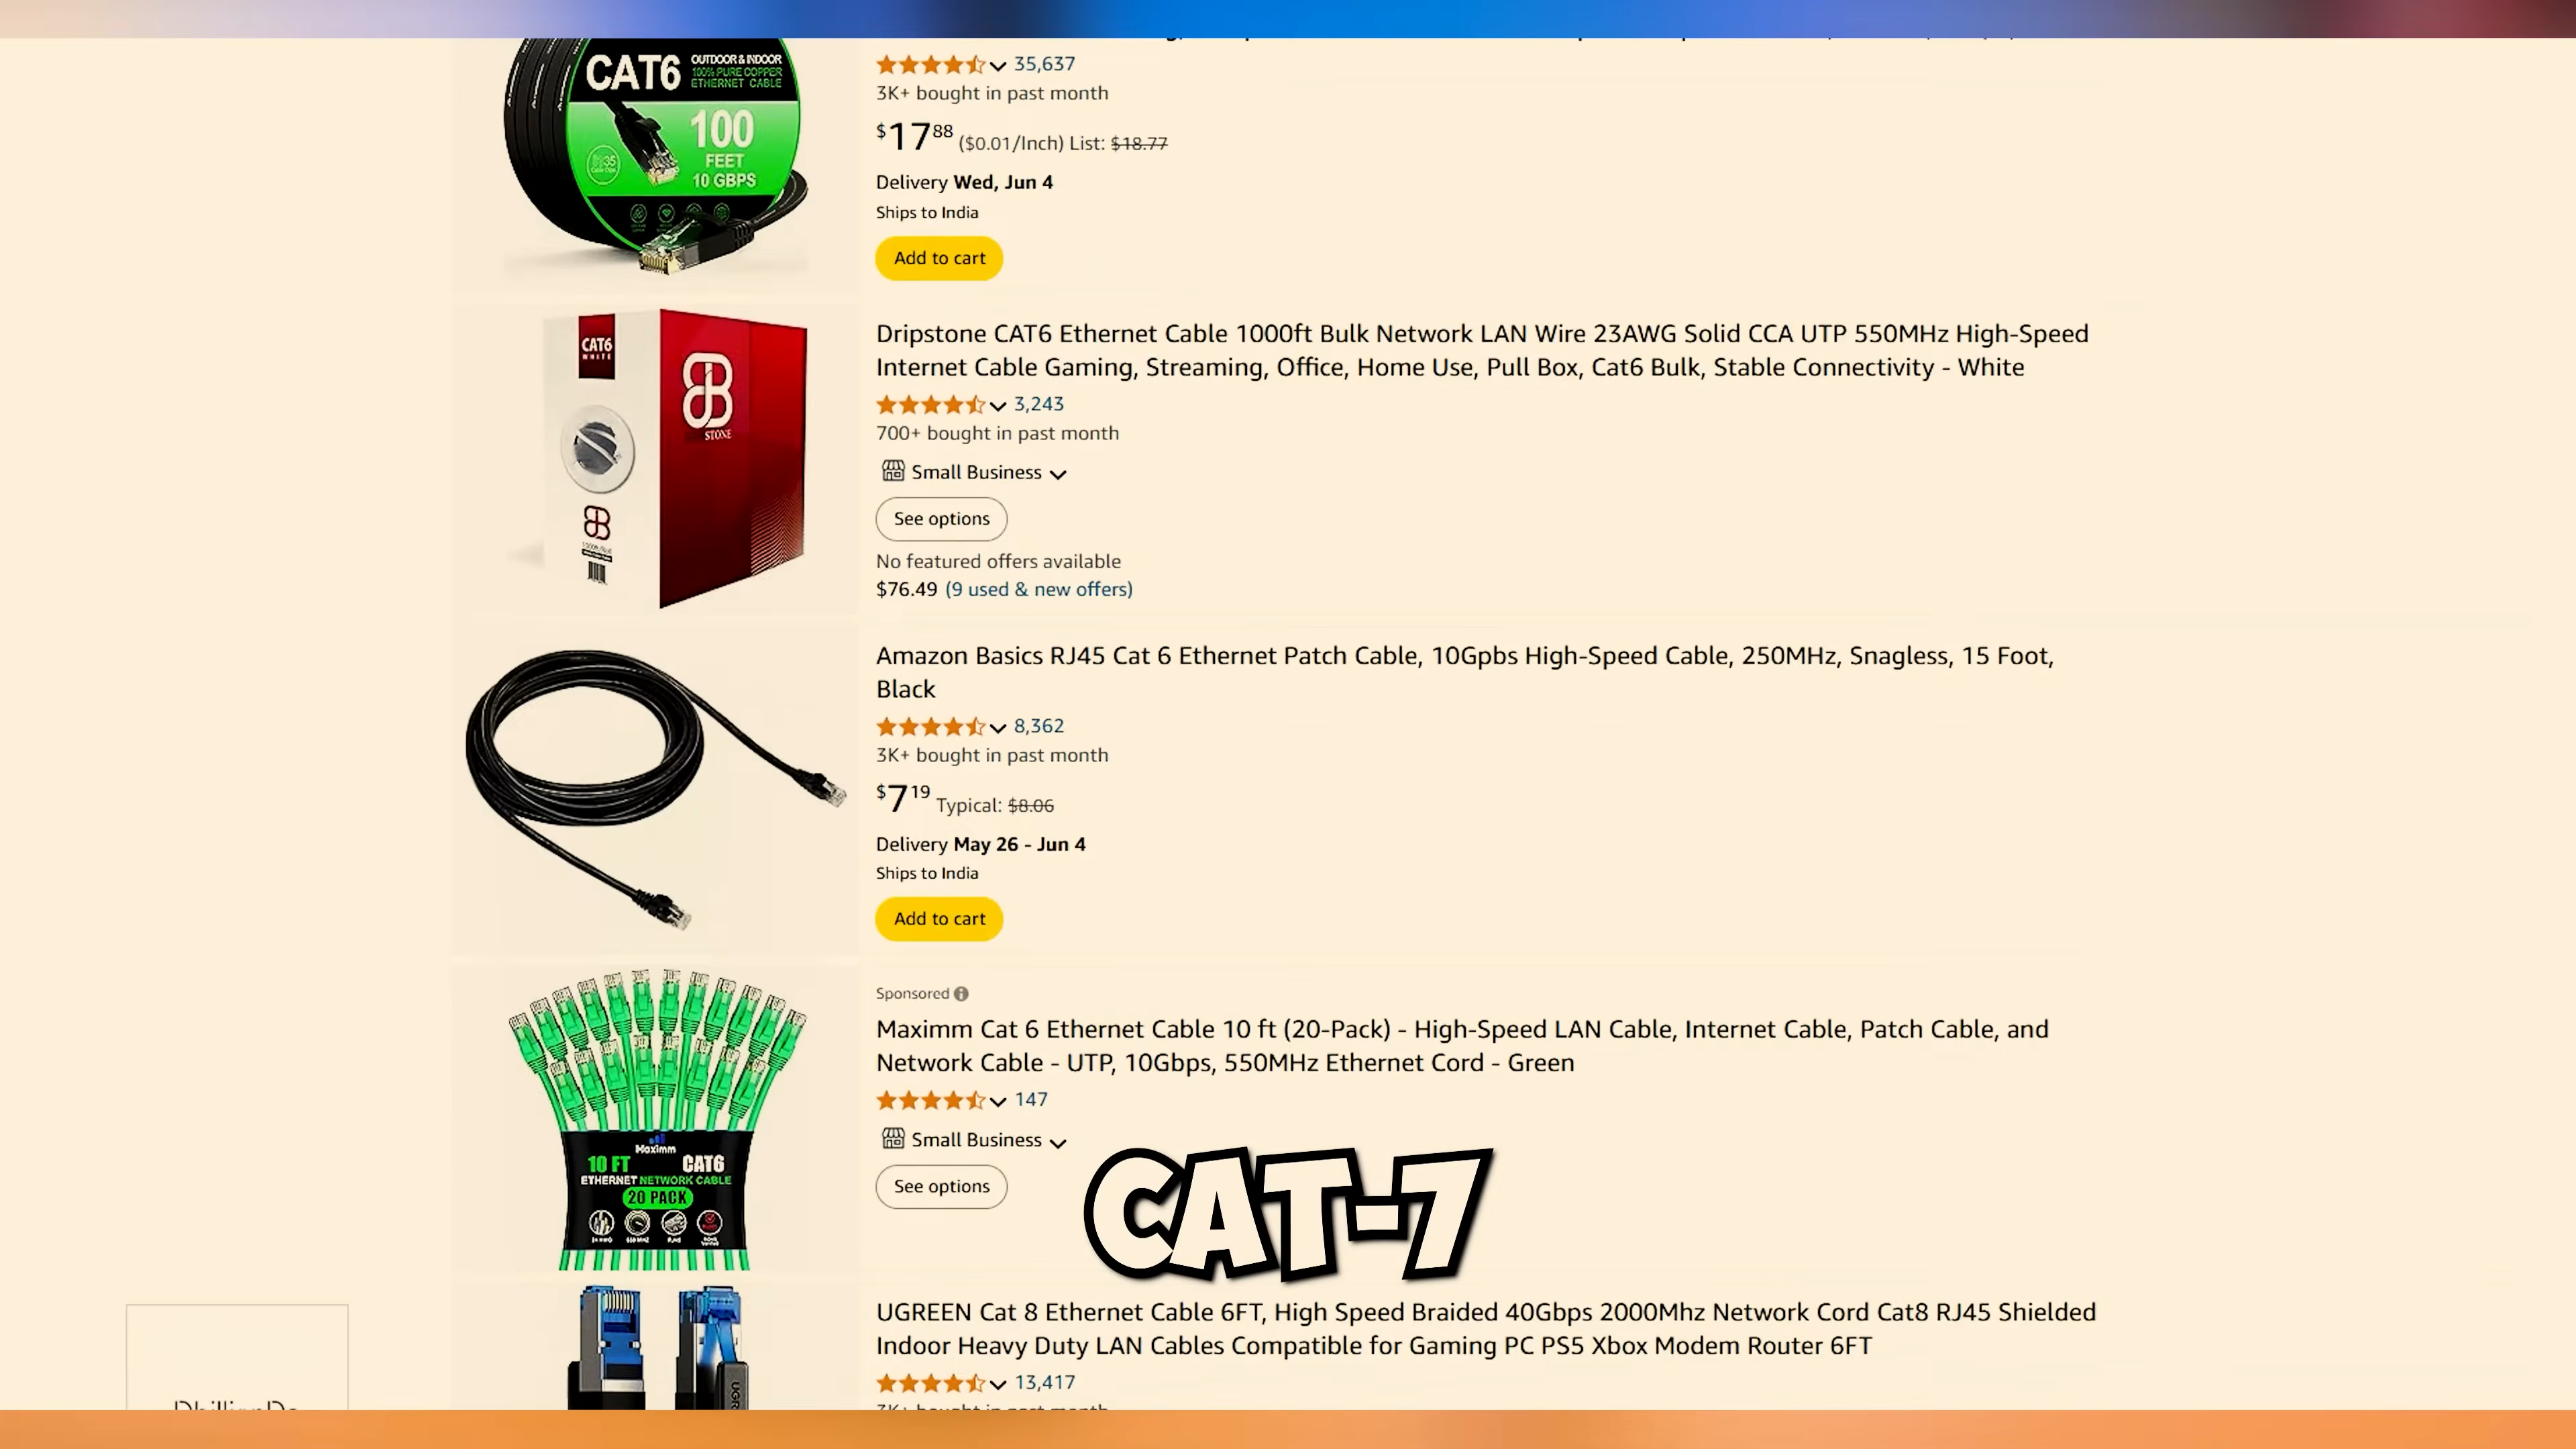 CAT6 OUTDOOR & INDOOR
100% PURE COPPER
ETHERNET CABLE
100
FEET
10 GBPS
35,637
3K+ bought in past month
$17.88 ($0.01/Inch) List: $18.77
Delivery Wed, Jun 4
Ships to India
Add to cart
CAT6
WHITE
STONE
Dripstone CAT6 Ethernet Cable 1000ft Bulk Network LAN Wire 23AWG Solid CCA UTP 550MHz High-Speed
Internet Cable Gaming, Streaming, Office, Home Use, Pull Box, Cat6 Bulk, Stable Connectivity - White
3,243
700+ bought in past month
Small Business
See options
No featured offers available
$76.49 (9 used & new offers)
Amazon Basics RJ45 Cat 6 Ethernet Patch Cable, 10Gpbs High-Speed Cable, 250MHz, Snagless, 15 Foot,
Black
8,362
3K+ bought in past month
$7.19 Typical: $8.06
Delivery May 26 - Jun 4
Ships to India
Add to cart
Maximm
10 FT CAT6
ETHERNET NETWORK CABLE
20 PACK
Sponsored
Maximm Cat 6 Ethernet Cable 10 ft (20-Pack) - High-Speed LAN Cable, Internet Cable, Patch Cable, and
Network Cable - UTP, 10Gbps, 550MHz Ethernet Cord - Green
147
Small Business
See options
CAT-7
UGREEN Cat 8 Ethernet Cable 6FT, High Speed Braided 40Gbps 2000Mhz Network Cord Cat8 RJ45 Shielded
Indoor Heavy Duty LAN Cables Compatible for Gaming PC PS5 Xbox Modem Router 6FT
13,417